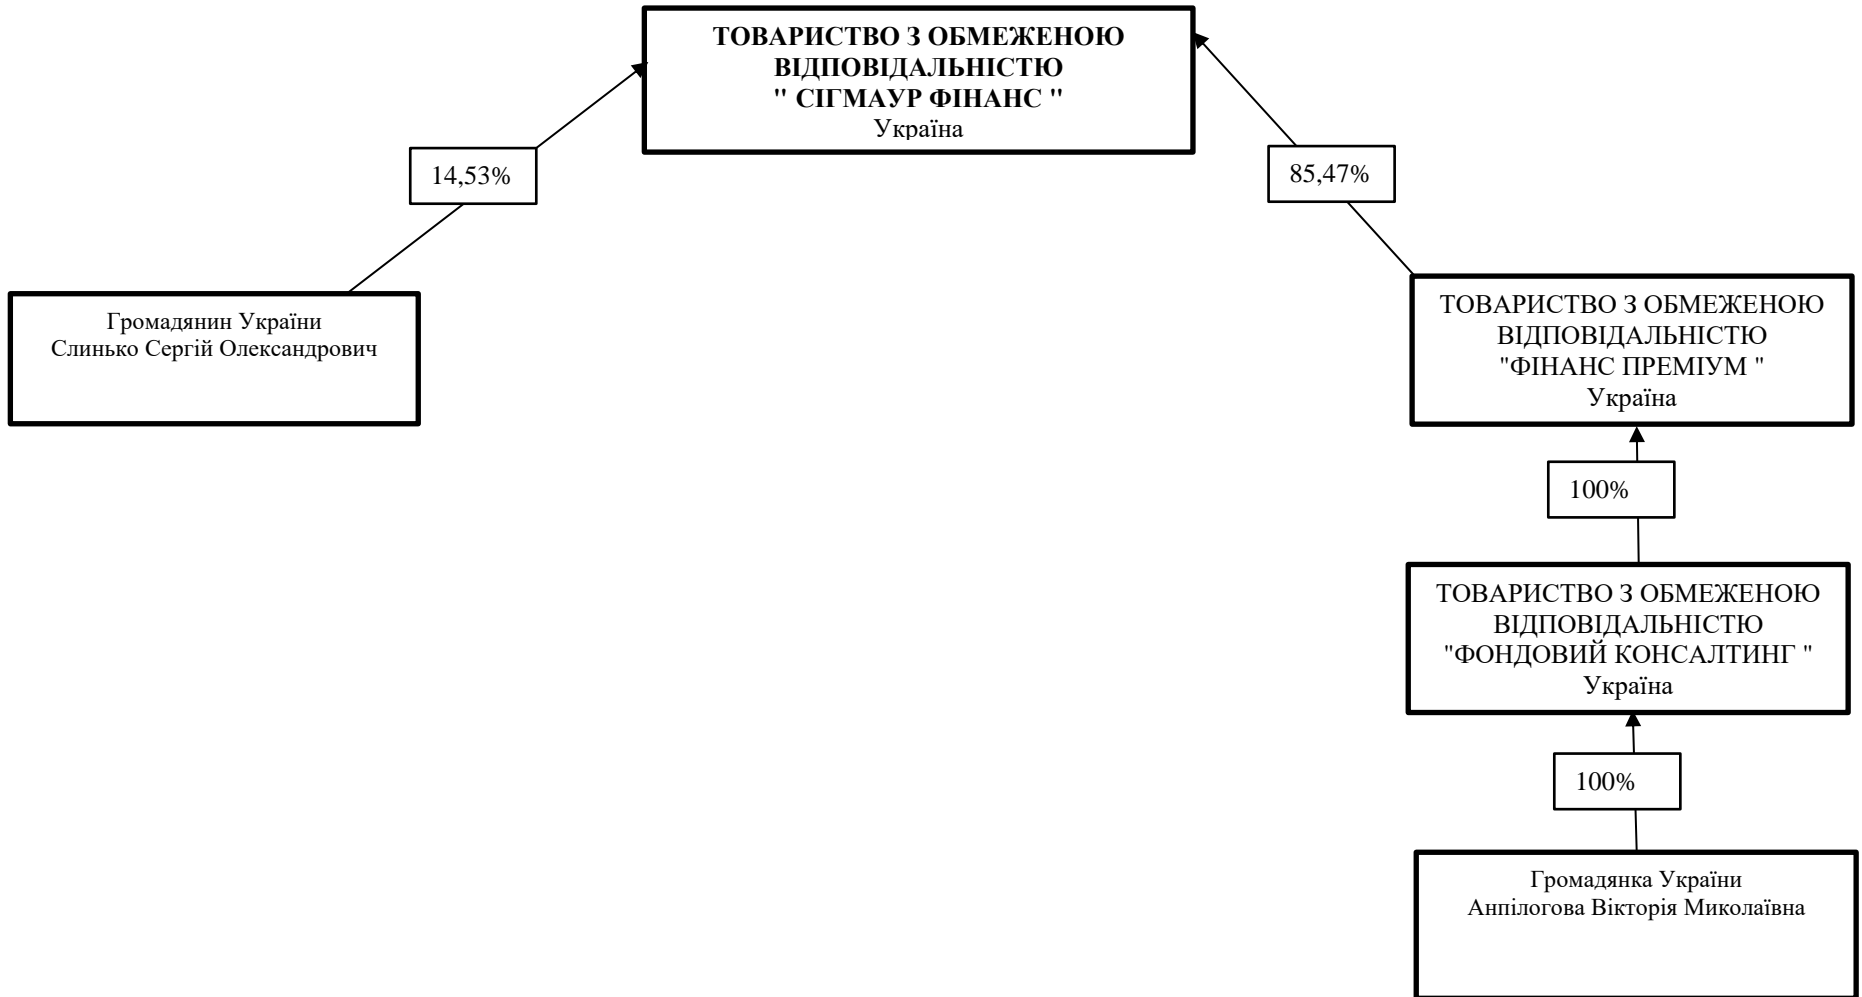 ТОВАРИСТВО З ОБМЕЖЕНОЮ
ВІДПОВІДАЛЬНІСТЮ
" СІГМАУР ФІНАНС "
Україна
14,53%
85,47%
Громадянин України
Слинько Сергій Олександрович
ТОВАРИСТВО З ОБМЕЖЕНОЮ
ВІДПОВІДАЛЬНІСТЮ
"ФІНАНС ПРЕМІУМ "
Україна
100%
ТОВАРИСТВО З ОБМЕЖЕНОЮ
ВІДПОВІДАЛЬНІСТЮ
"ФОНДОВИЙ КОНСАЛТИНГ "
Україна
100%
Громадянка України
Анпілогова Вікторія Миколаївна